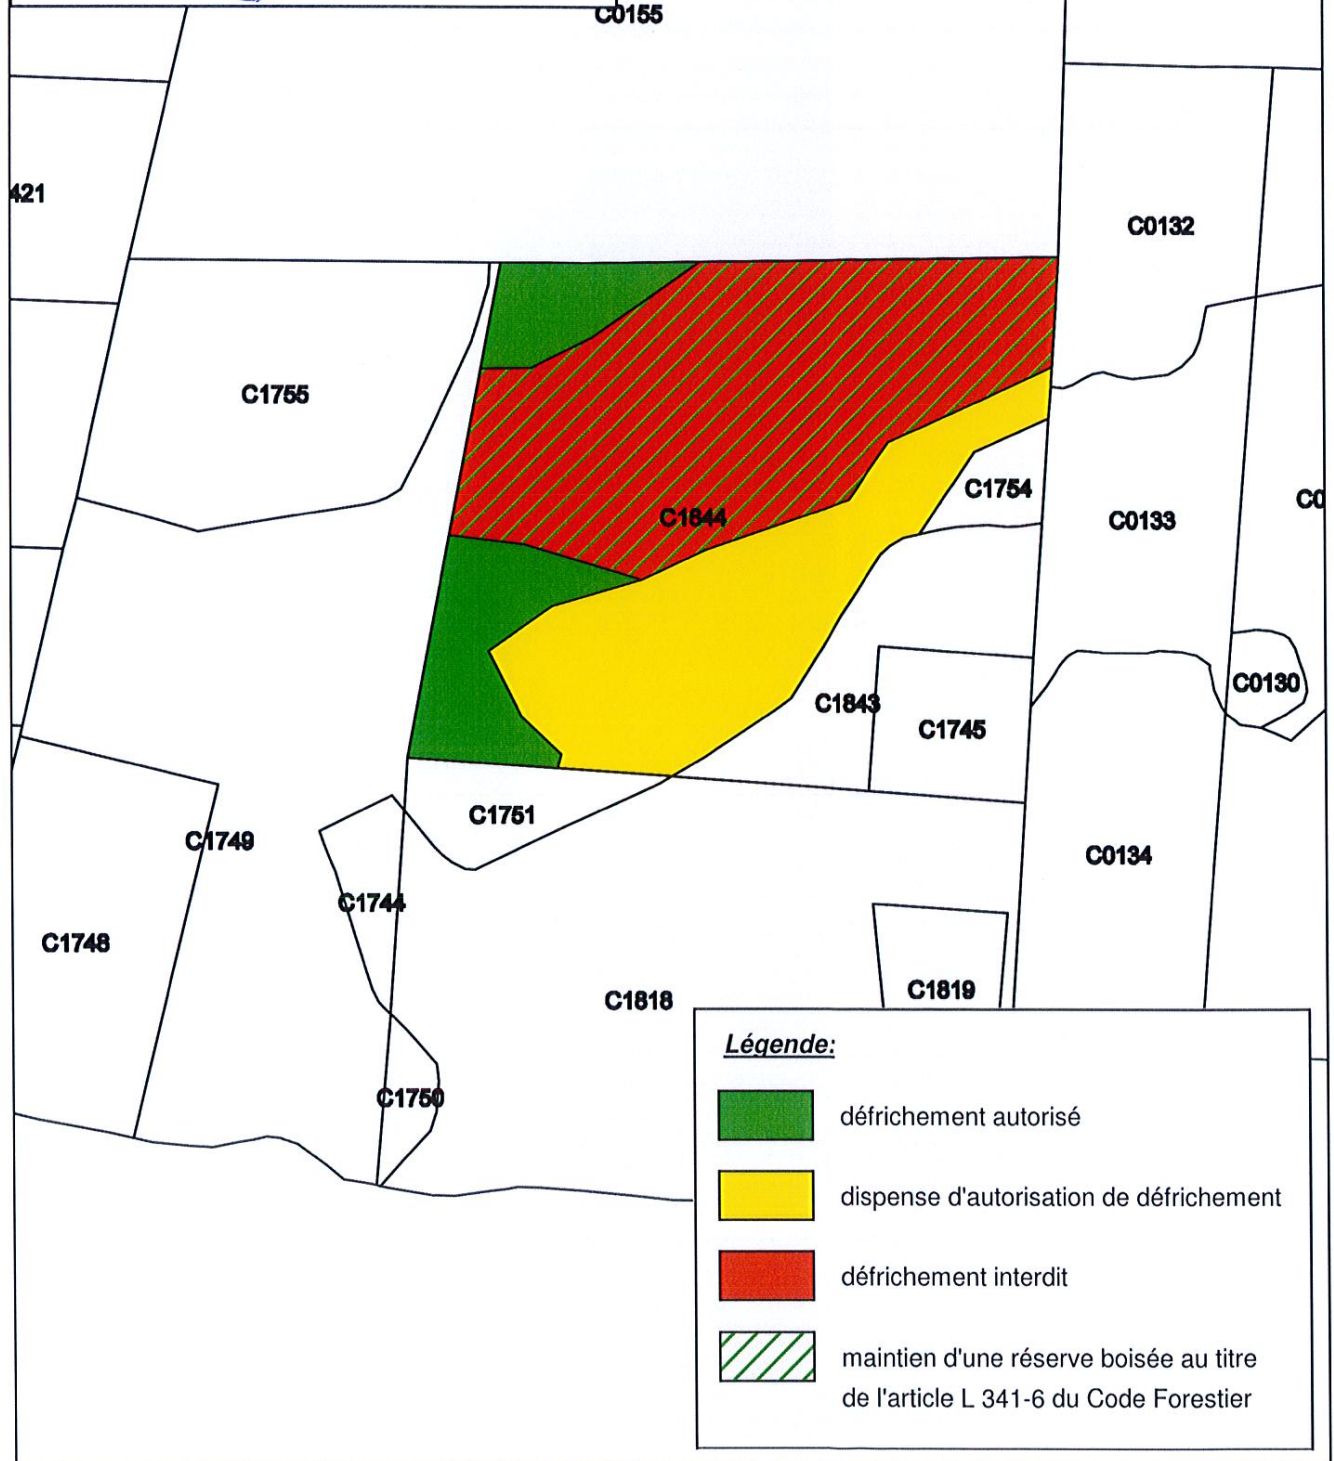 C0155
421
C0132
C1755
C1754
C0
C1844
C0133
C0130
C1843
C1745
C1751
C1749
C0134
C1744
C1748
C1819
C1818
Légende:
C1750
défrichement autorisé
dispense d'autorisation de défrichement
défrichement interdit
maintien d'une réserve boisée au titre
de l'article L 341-6 du Code Forestier